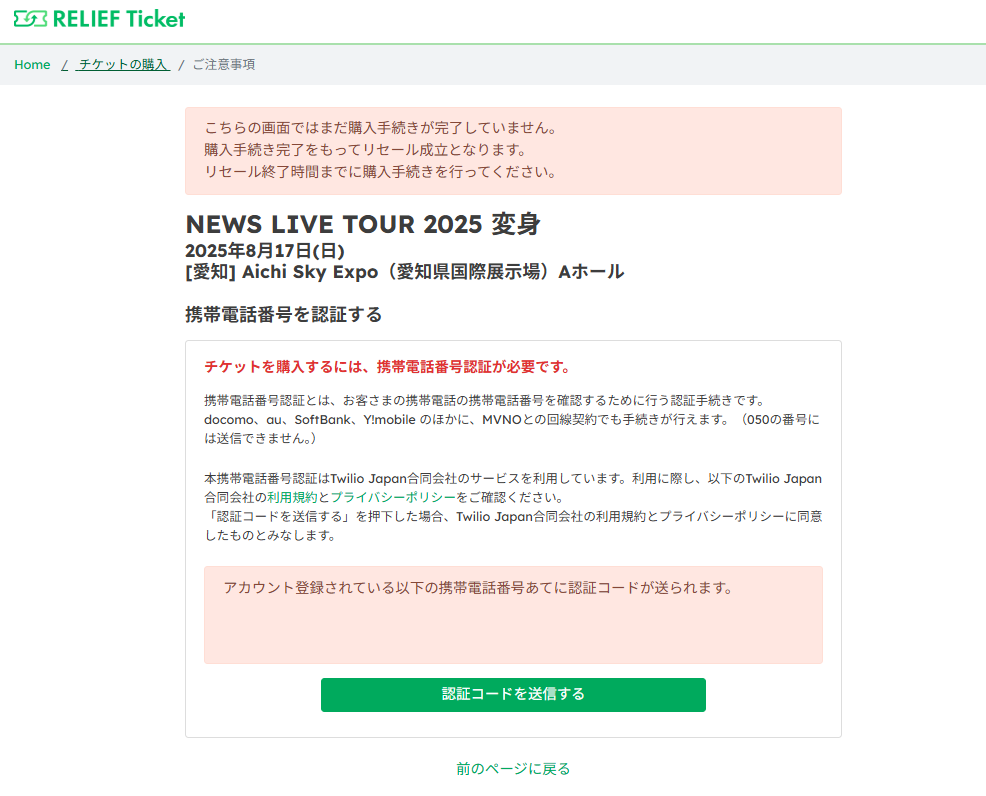 RELIEF Ticket
Home / チケットの購入 / ご注意事項
こちらの画面ではまだ購入手続きが完了していません。
購入手続き完了をもってリセール成立となります。
リセール終了時間までに購入手続きを行ってください。
NEWS LIVE TOUR 2025 変身
2025年8月17日(日)
[愛知] Aichi Sky Expo（愛知県国際展示場）Aホール
携帯電話番号を認証する
チケットを購入するには、携帯電話番号認証が必要です。
携帯電話番号認証とは、お客さまの携帯電話の携帯電話番号を確認するために行う認証手続きです。
docomo、au、SoftBank、Y!mobile のほかに、MVNOとの回線契約でも手続きが行えます。（050の番号に
は送信できません。）
本携帯電話番号認証はTwilio Japan合同会社のサービスを利用しています。利用に際し、以下のTwilio Japan
合同会社の利用規約とプライバシーポリシーをご確認ください。
「認証コードを送信する」を押下した場合、Twilio Japan合同会社の利用規約とプライバシーポリシーに同意
したものとみなします。
アカウント登録されている以下の携帯電話番号あてに認証コードが送られます。
認証コードを送信する
前のページに戻る